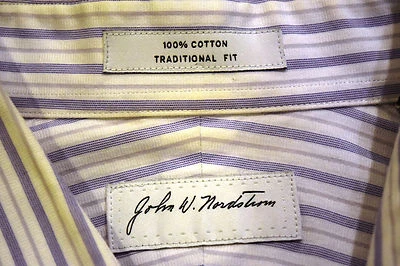 100% COTTON
TRADITIONAL FIT
John W. Nordstrom